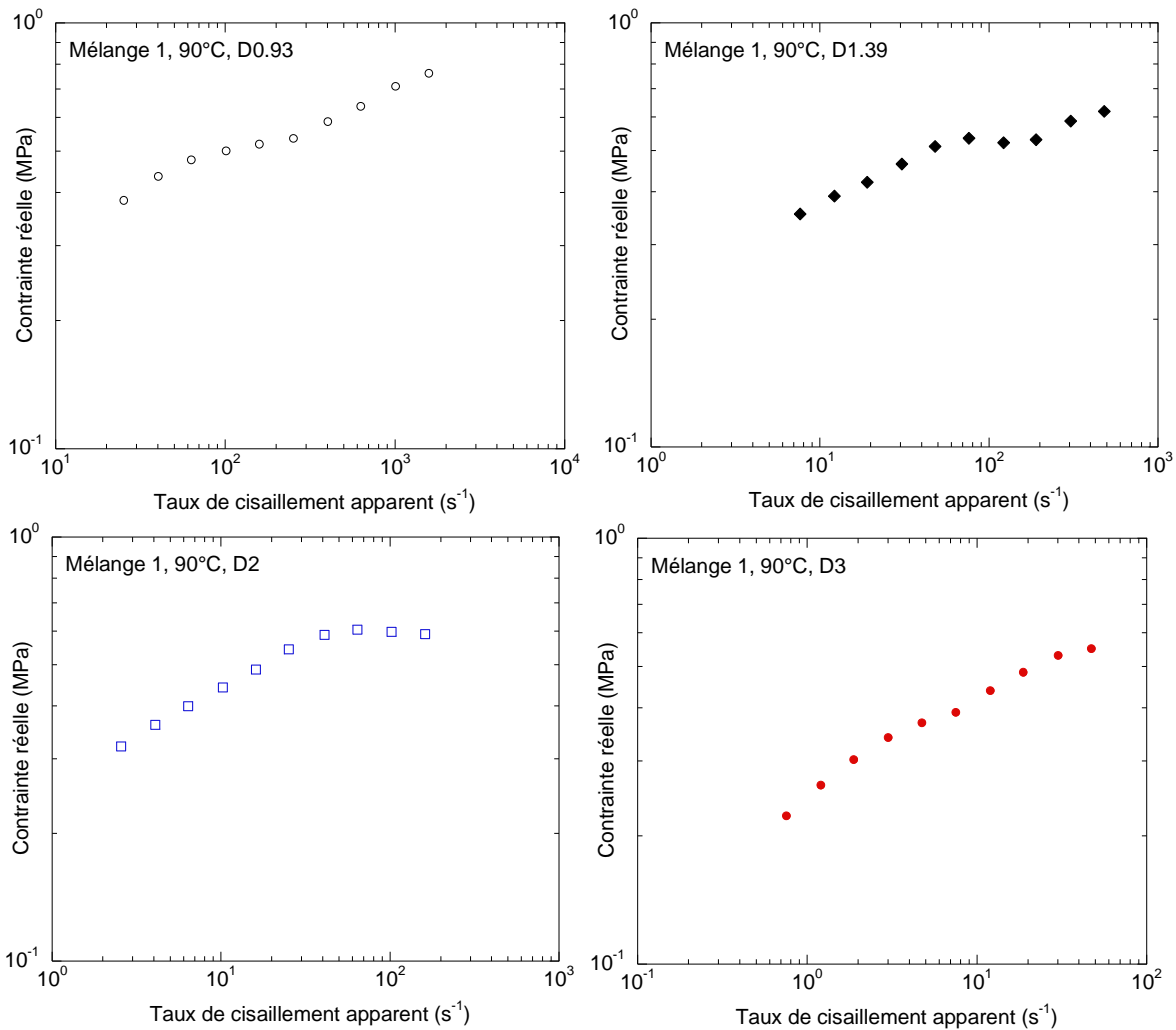 Mélange 1, 90°C, D0.93
10^0
10^-1
Contrainte réelle (MPa)
10^1 10^2 10^3 10^4
Taux de cisaillement apparent (s^-1)
Mélange 1, 90°C, D1.39
10^0
10^-1
Contrainte réelle (MPa)
10^0 10^1 10^2 10^3
Taux de cisaillement apparent (s^-1)
Mélange 1, 90°C, D2
10^0
10^-1
Contrainte réelle (MPa)
10^0 10^1 10^2 10^3
Taux de cisaillement apparent (s^-1)
Mélange 1, 90°C, D3
10^0
10^-1
Contrainte réelle (MPa)
10^-1 10^0 10^1 10^2
Taux de cisaillement apparent (s^-1)